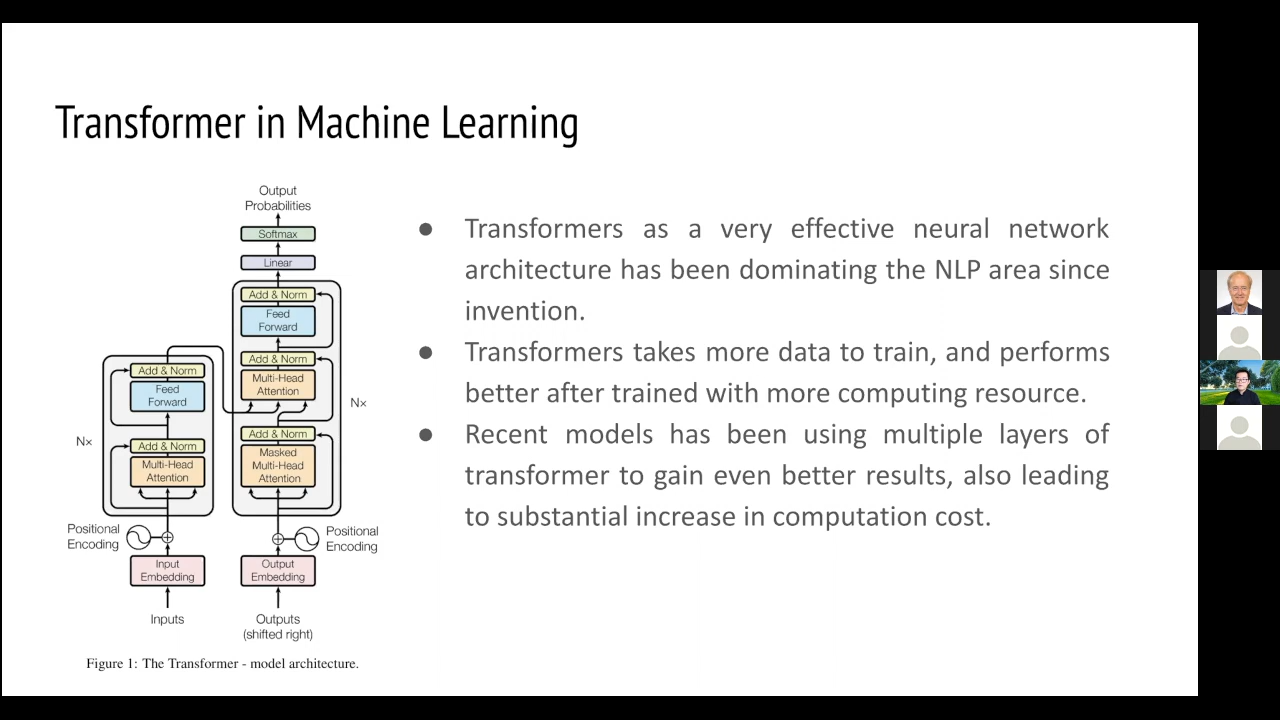 Transformer in Machine Learning
Output
Probabilities
Softmax
Linear
Add & Norm
Feed
Forward
Add & Norm
Multi-Head
Attention
Nx
Add & Norm
Masked
Multi-Head
Attention
Add & Norm
Feed
Forward
Nx
Add & Norm
Multi-Head
Attention
Positional
Encoding
Positional
Encoding
Input
Embedding
Output
Embedding
Inputs
Outputs
(shifted right)
Figure 1: The Transformer - model architecture.
● Transformers as a very effective neural network
architecture has been dominating the NLP area since
invention.
● Transformers takes more data to train, and performs
better after trained with more computing resource.
● Recent models has been using multiple layers of
transformer to gain even better results, also leading
to substantial increase in computation cost.